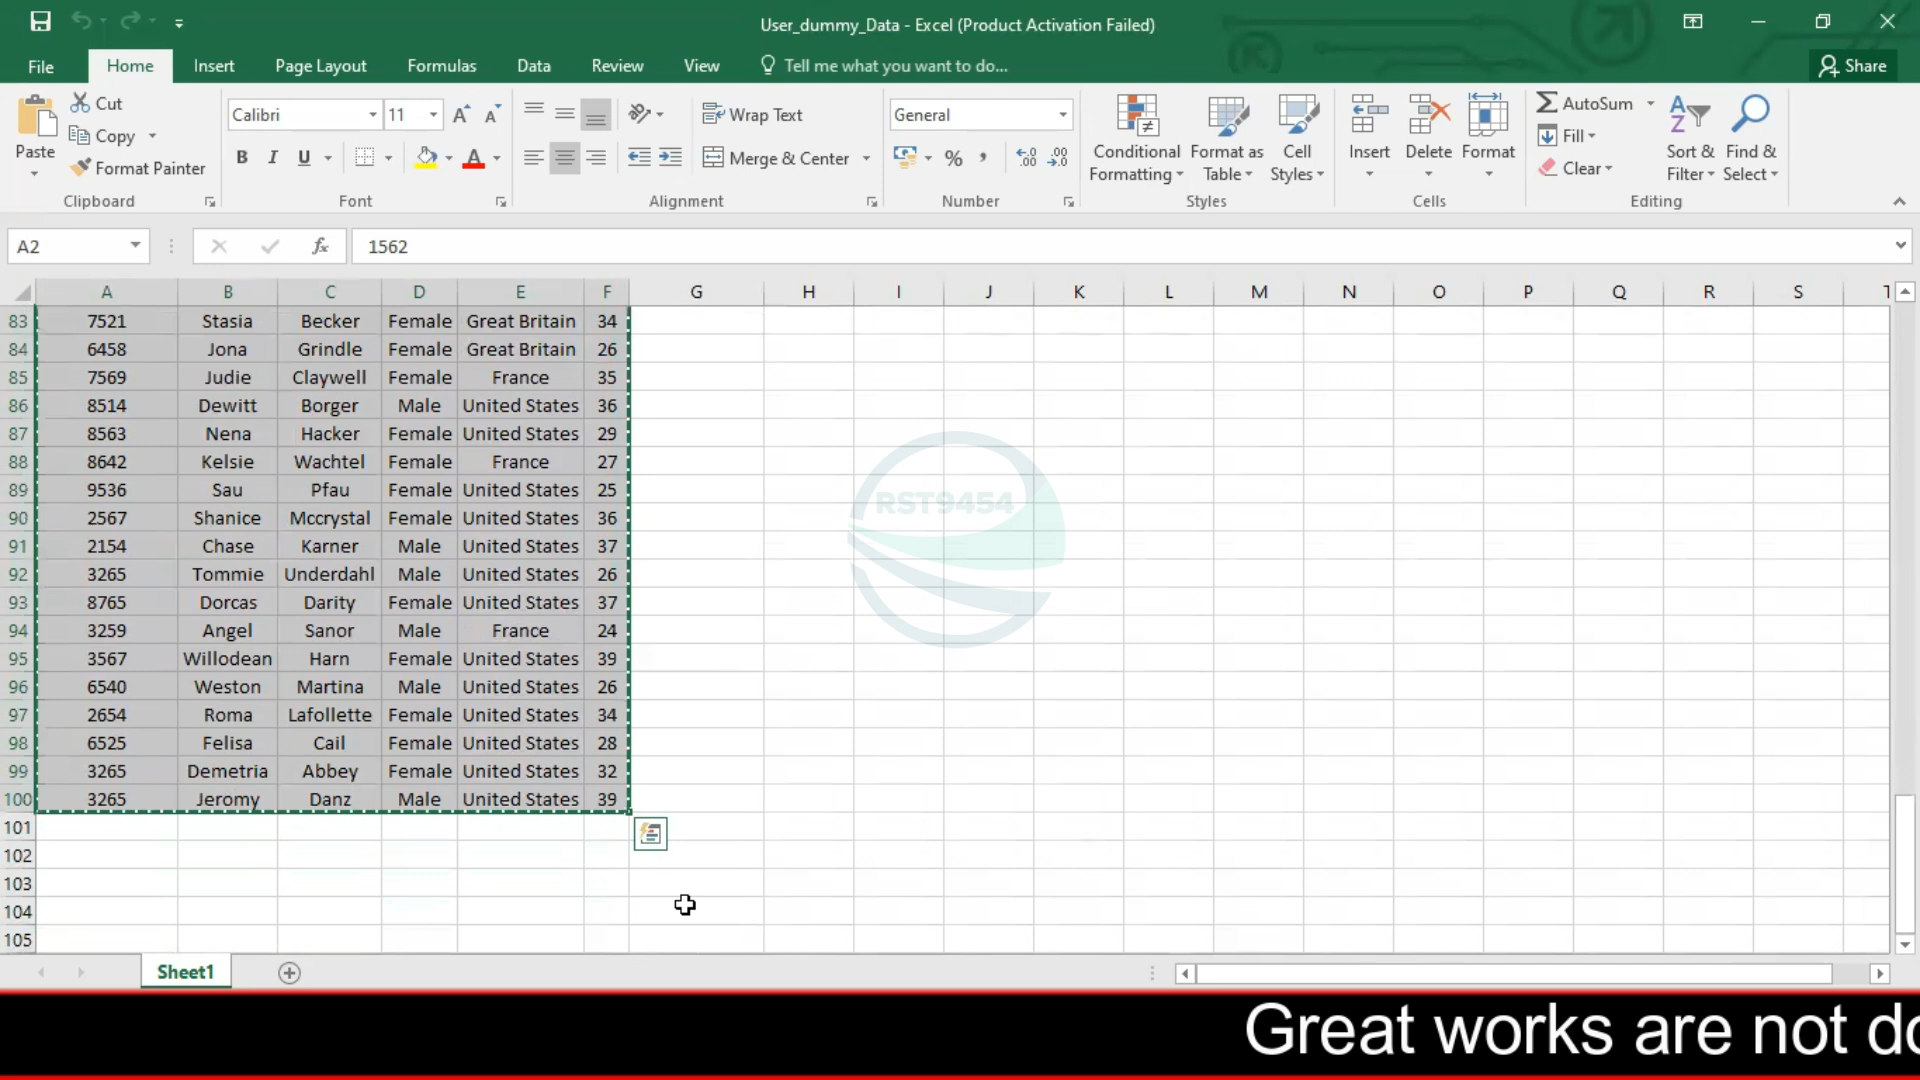 User_dummy_Data - Excel (Product Activation Failed)
File Home Insert Page Layout Formulas Data Review View Tell me what you want to do... Share
Paste Cut Copy Format Painter Clipboard
Calibri 11 A A B I U A Font
Wrap Text Merge & Center Alignment
General % , .00 .0 Number
Conditional Formatting Format as Table Cell Styles Styles
Insert Delete Format Cells
AutoSum Fill Clear Sort & Filter Find & Select Editing
A2 fx 1562
A B C D E F G H I J K L M N O P Q R S
83 7521 Stasia Becker Female Great Britain 34
84 6458 Jona Grindle Female Great Britain 26
85 7569 Judie Claywell Female France 35
86 8514 Dewitt Borger Male United States 36
87 8563 Nena Hacker Female United States 29
88 8642 Kelsie Wachtel Female France 27
89 9536 Sau Pfau Female United States 25
90 2567 Shanice Mccrystal Female United States 36
91 2154 Chase Karner Male United States 37
92 3265 Tommie Underdahl Male United States 26
93 8765 Dorcas Darity Female United States 37
94 3259 Angel Sanor Male France 24
95 3567 Willodean Harn Female United States 39
96 6540 Weston Martina Male United States 26
97 2654 Roma Lafollette Female United States 34
98 6525 Felisa Cail Female United States 28
99 3265 Demetria Abbey Female United States 32
100 3265 Jeromy Danz Male United States 39
101
102
103
104
105
RST9454
Sheet1
Great works are not do